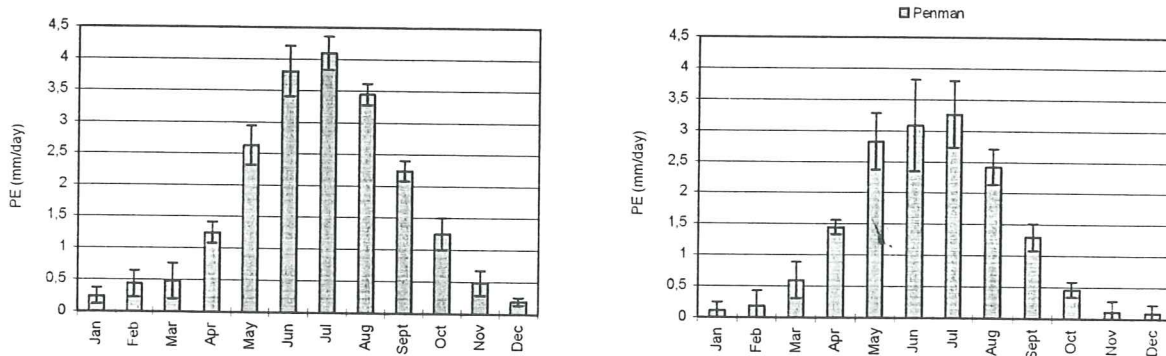 PE (mm/day)
4,5
4
3,5
3
2,5
2
1,5
1
0,5
0
Jan
Feb
Mar
Apr
May
Jun
Jul
Aug
Sept
Oct
Nov
Dec
Penman
PE (mm/day)
4,5
4
3,5
3
2,5
2
1,5
1
0,5
0
Jan
Feb
Mar
Apr
May
Jun
Jul
Aug
Sept
Oct
Nov
Dec